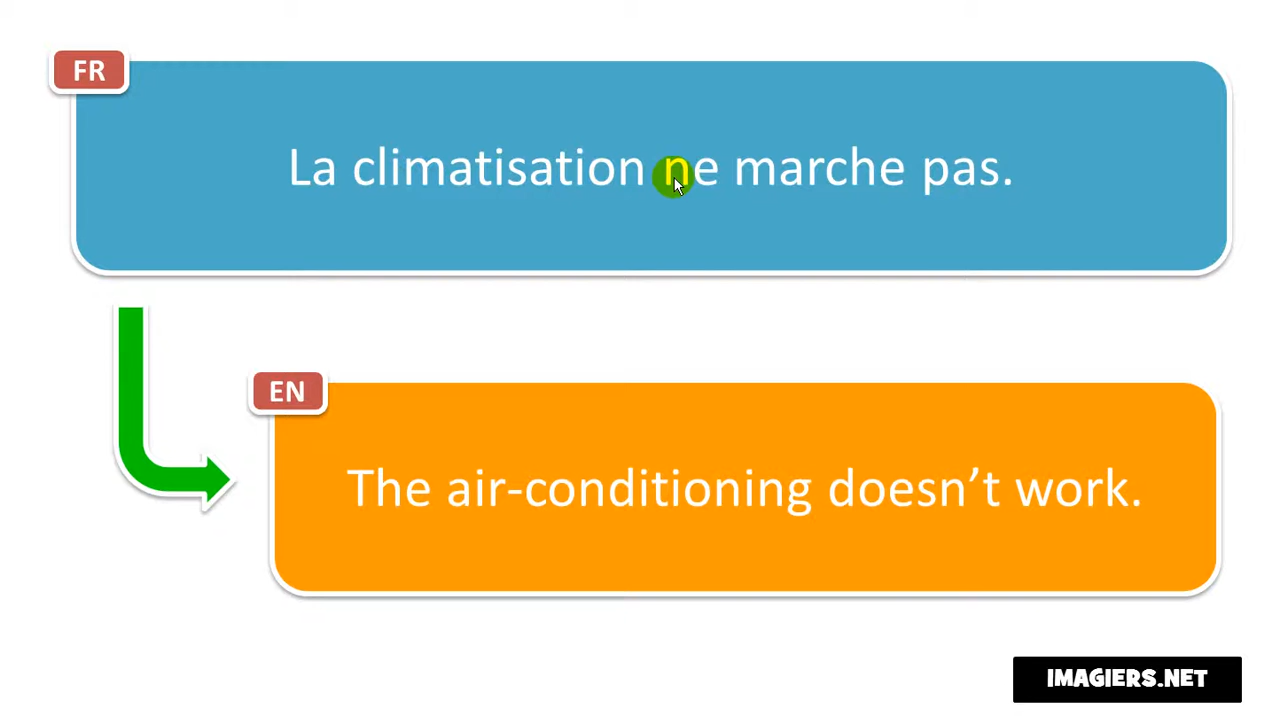 FR
La climatisation ne marche pas.
EN
The air-conditioning doesn’t work.
IMAGIERS.NET